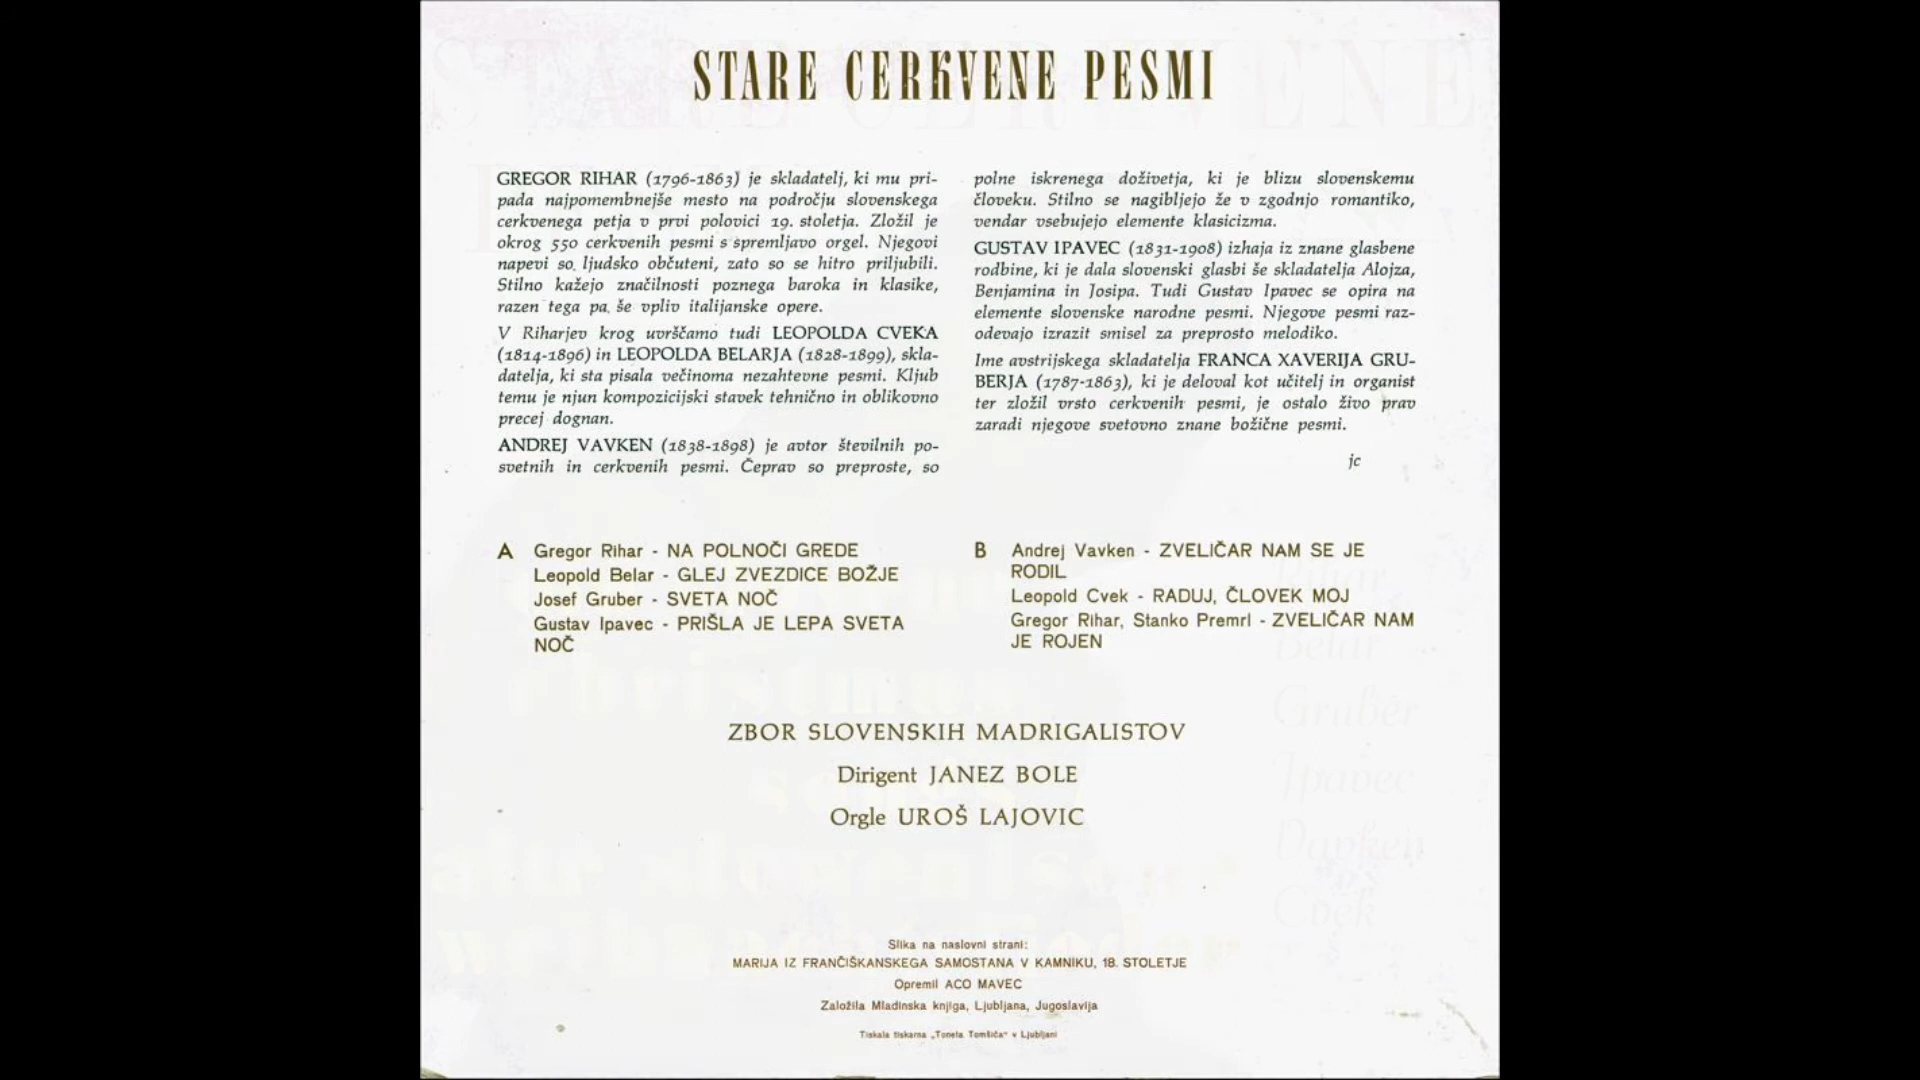 STARE CERKVENE PESMI
GREGOR RIHAR (1796-1863) je skladatelj, ki mu pri-
pada najpomembnejše mesto na področju slovenskega
cerkvenega petja v prvi polovici 19. stoletja. Zložil je
okrog 550 cerkvenih pesmi s spremljavo orgel. Njegovi
napevi so ljudsko občuteni, zato so se hitro priljubili.
Stilno kažejo značilnosti poznega baroka in klasike,
razen tega pa še vpliv italijanske opere.
V Riharjev krog uvrščamo tudi LEOPOLDA CVEKA
(1814-1896) in LEOPOLDA BELARJA (1828-1899), skla-
datelja, ki sta pisala večinoma nezahtevne pesmi. Kljub
temu je njun kompozicijski stavek tehnično in oblikovno
precej dognan.
ANDREJ VAVKEN (1838-1898) je avtor številnih po-
svetnih in cerkvenih pesmi. Čeprav so preproste, so
polne iskrenega doživetja, ki je blizu slovenskemu
človeku. Stilno se nagibljejo že v zgodnjo romantiko,
vendar vsebujejo elemente klasicizma.
GUSTAV IPAVEC (1831-1908) izhaja iz znane glasbene
rodbine, ki je dala slovenski glasbi še skladatelja Alojza,
Benjamina in Josipa. Tudi Gustav Ipavec se opira na
elemente slovenske narodne pesmi. Njegove pesmi raz-
odevajo izrazit smisel za preprosto melodiko.
Ime avstrijskega skladatelja FRANCA XAVERIJA GRU-
BERJA (1787-1863), ki je deloval kot učitelj in organist
ter zložil vrsto cerkvenih pesmi, je ostalo živo prav
zaradi njegove svetovno znane božične pesmi.
jc
A Gregor Rihar - NA POLNOČI GREDE
Leopold Belar - GLEJ ZVEZDICE BOŽJE
Josef Gruber - SVETA NOČ
Gustav Ipavec - PRIŠLA JE LEPA SVETA
NOČ
B Andrej Vavken - ZVELIČAR NAM SE JE
RODIL
Leopold Cvek - RADUJ, ČLOVEK MOJ
Gregor Rihar, Stanko Premrl - ZVELIČAR NAM
JE ROJEN
ZBOR SLOVENSKIH MADRIGALISTOV
Dirigent JANEZ BOLE
Orgle UROŠ LAJOVIC
Slika na naslovni strani:
MARIJA IZ FRANČIŠKANSKEGA SAMOSTANA V KAMNIKU, 18. STOLETJE
Opremil ACO MAVEC
Založila Mladinska knjiga, Ljubljana, Jugoslavija
Tiskala tiskarna „Toneta Tomšiča" v Ljubljani